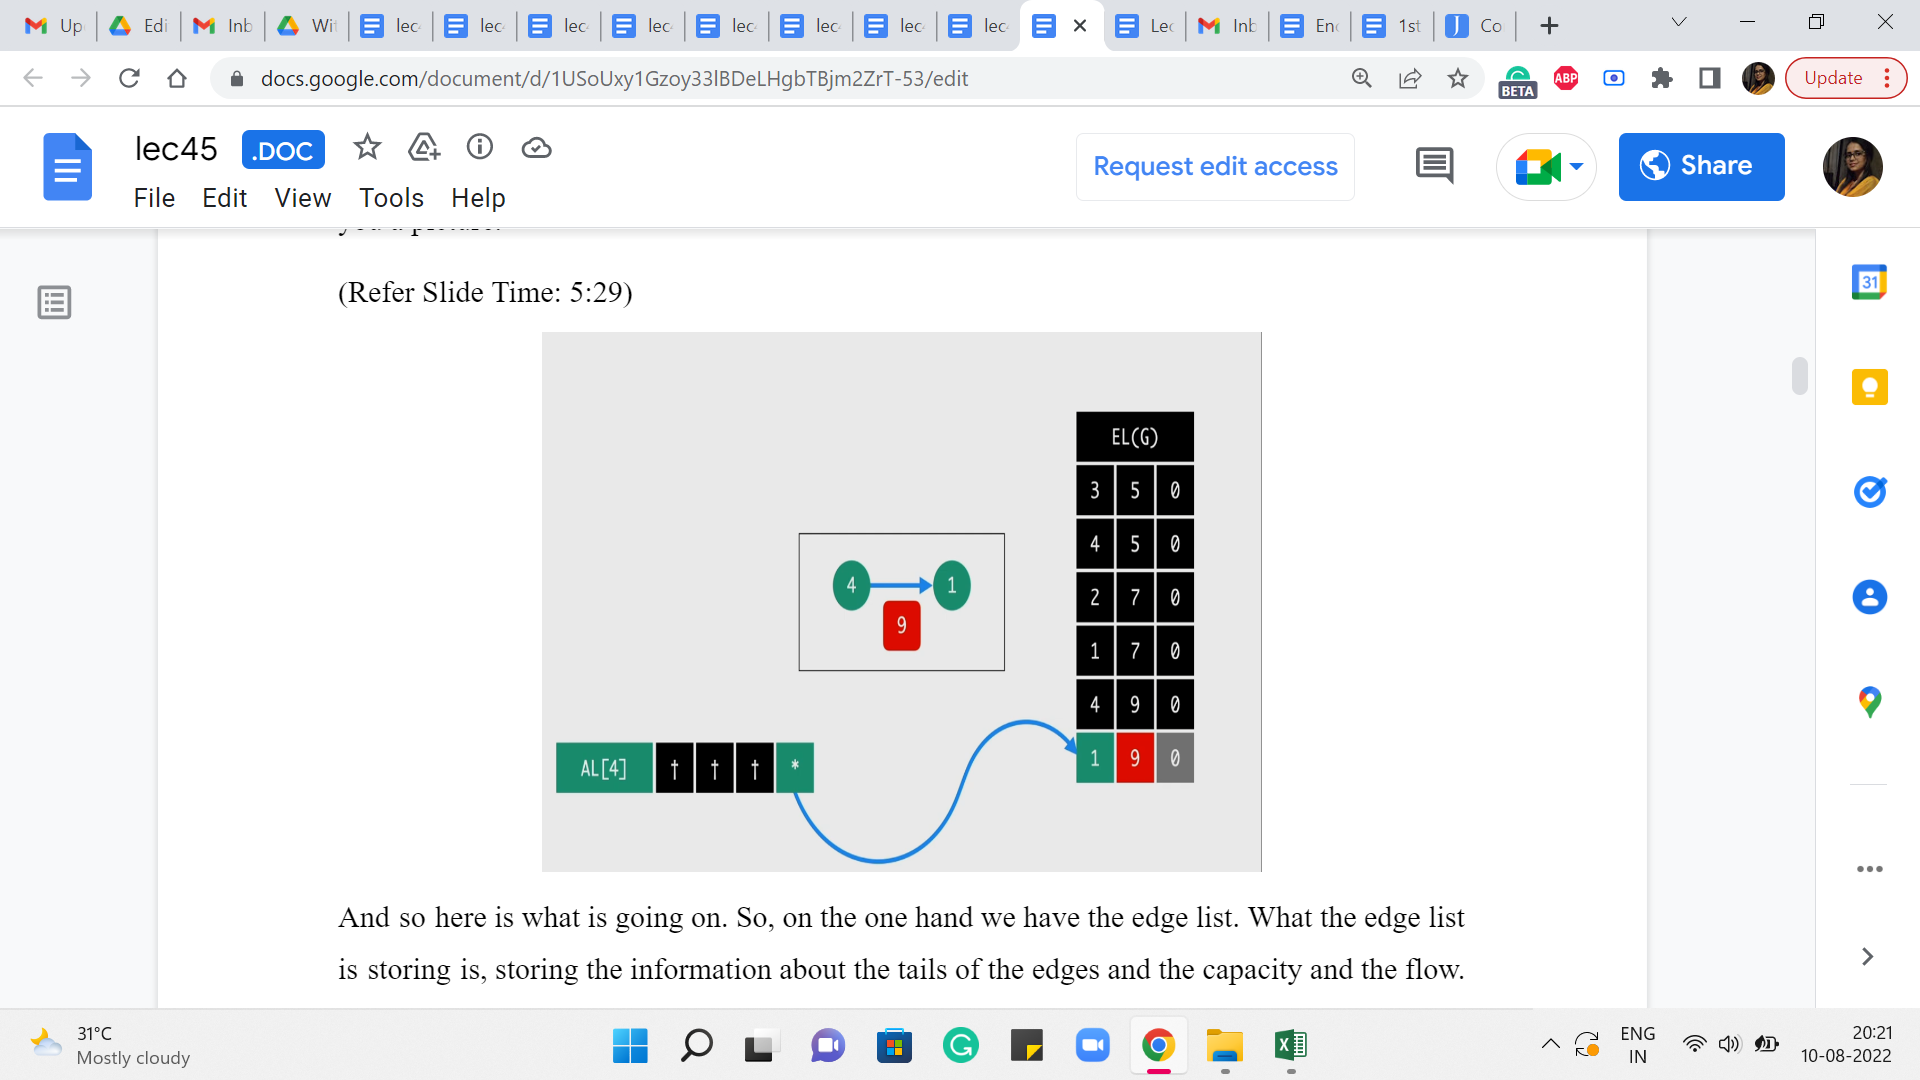 Up
Edi
Inb
Wit
lec
lec
lec
lec
lec
lec
lec
lec
Lec
Inb
Enc
1st
Co
docs.google.com/document/d/1USoUxy1Gzoy33lBDeLHgbTBjm2ZrT-53/edit
BETA
ABP
Update
lec45 .DOC
File Edit View Tools Help
Request edit access
Share
31
you a picture.
(Refer Slide Time: 5:29)
EL(G)
3 5 0
4 5 0
2 7 0
1 7 0
4 9 0
1 9 0
4 1
9
AL[4] † † † *
And so here is what is going on. So, on the one hand we have the edge list. What the edge list
is storing is, storing the information about the tails of the edges and the capacity and the flow.
31°C
Mostly cloudy
ENG
IN
20:21
10-08-2022